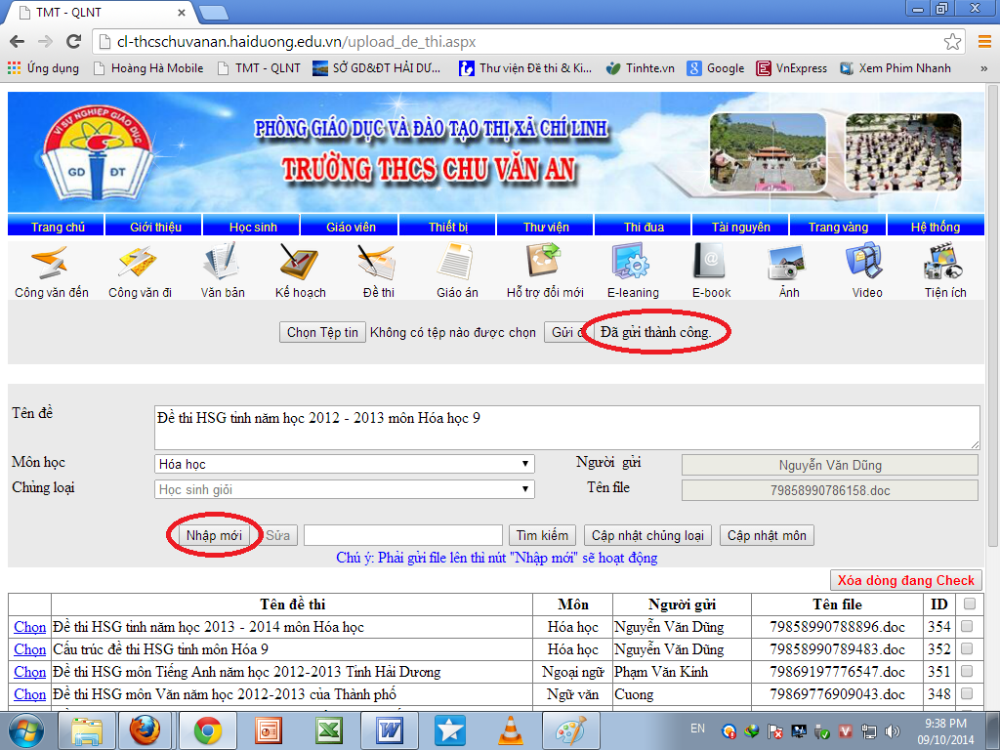 TMT - QLNT
cl-thcschuvanan.haiduong.edu.vn/upload_de_thi.aspx
Ứng dụng Hoàng Hà Mobile TMT - QLNT SỞ GD&ĐT HẢI DƯ... Thư viện Đề thi & Ki... Tinhte.vn Google VnExpress Xem Phim Nhanh »
VÌ SỰ NGHIỆP GIÁO DỤC
GD ĐT
PHÒNG GIÁO DỤC VÀ ĐÀO TẠO THỊ XÃ CHÍ LINH
TRƯỜNG THCS CHU VĂN AN
Trang chủ Giới thiệu Học sinh Giáo viên Thiết bị Thư viện Thi đua Tài nguyên Trang vàng Hệ thống
Công văn đến Công văn đi Văn bản Kế hoạch Đề thi Giáo án Hỗ trợ đổi mới E-leaning E-book Ảnh Video Tiện ích
Chọn Tệp tin Không có tệp nào được chọn Gửi đ Đã gửi thành công.
Tên đề Đề thi HSG tỉnh năm học 2012 - 2013 môn Hóa học 9
Môn học Hóa học Người gửi Nguyễn Văn Dũng
Chủng loại Học sinh giỏi Tên file 79858990786158.doc
Nhập mới Sửa Tìm kiếm Cập nhật chủng loại Cập nhật môn
Chú ý: Phải gửi file lên thì nút "Nhập mới" sẽ hoạt động
Xóa dòng đang Check
Tên đề thi Môn Người gửi Tên file ID
Chọn Đề thi HSG tỉnh năm học 2013 - 2014 môn Hóa học Hóa học Nguyễn Văn Dũng 79858990788896.doc 354
Chọn Cấu trúc đề thi HSG tỉnh môn Hóa 9 Hóa học Nguyễn Văn Dũng 79858990789483.doc 352
Chọn Đề thi HSG môn Tiếng Anh năm học 2012-2013 Tỉnh Hải Dương Ngoại ngữ Phạm Văn Kính 79869197776547.doc 351
Chọn Đề thi HSG môn Văn năm học 2012-2013 của Thành phố Ngữ văn Cuong 79869776909043.doc 348
EN 9:38 PM
09/10/2014